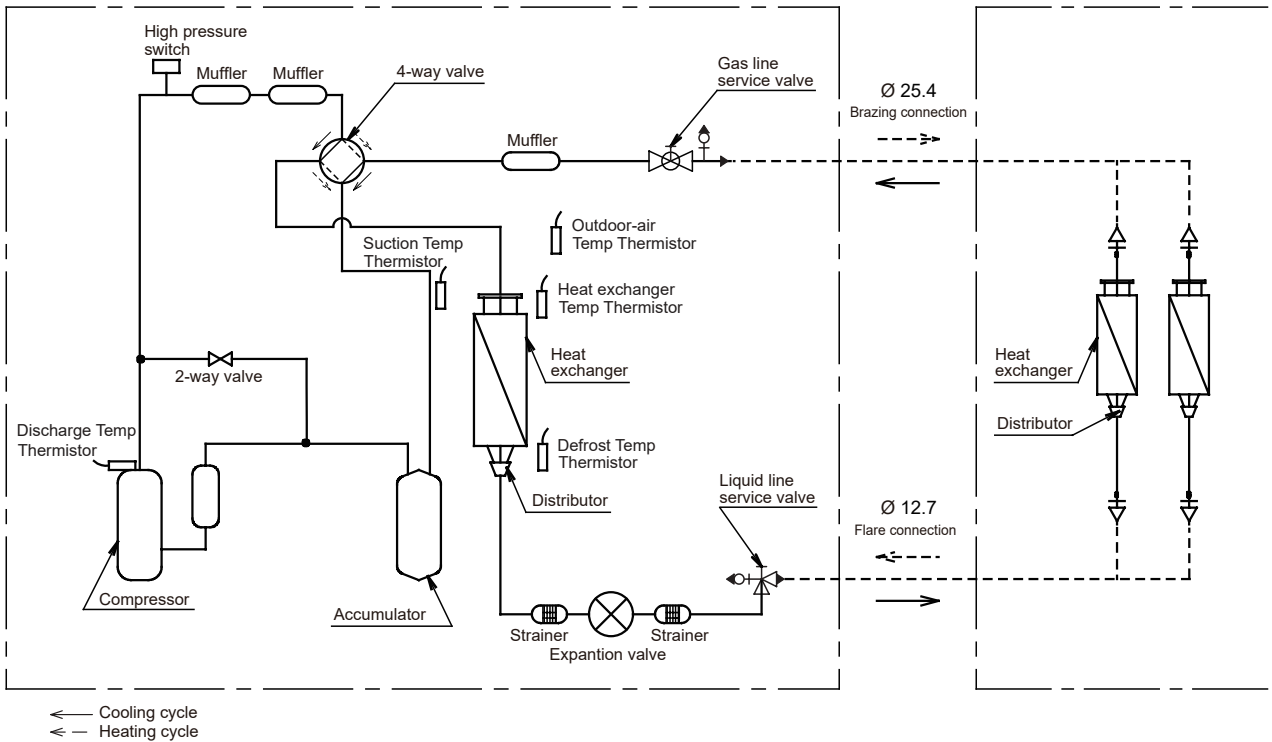 High pressure
switch
Muffler
Muffler
4-way valve
Gas line
service valve
Ø 25.4
Brazing connection
Muffler
Outdoor-air
Temp Thermistor
Suction Temp
Thermistor
Heat exchanger
Temp Thermistor
Heat
exchanger
Heat
exchanger
2-way valve
Discharge Temp
Thermistor
Defrost Temp
Thermistor
Distributor
Distributor
Liquid line
service valve
Ø 12.7
Flare connection
Compressor
Accumulator
Strainer
Strainer
Expantion valve
Cooling cycle
Heating cycle